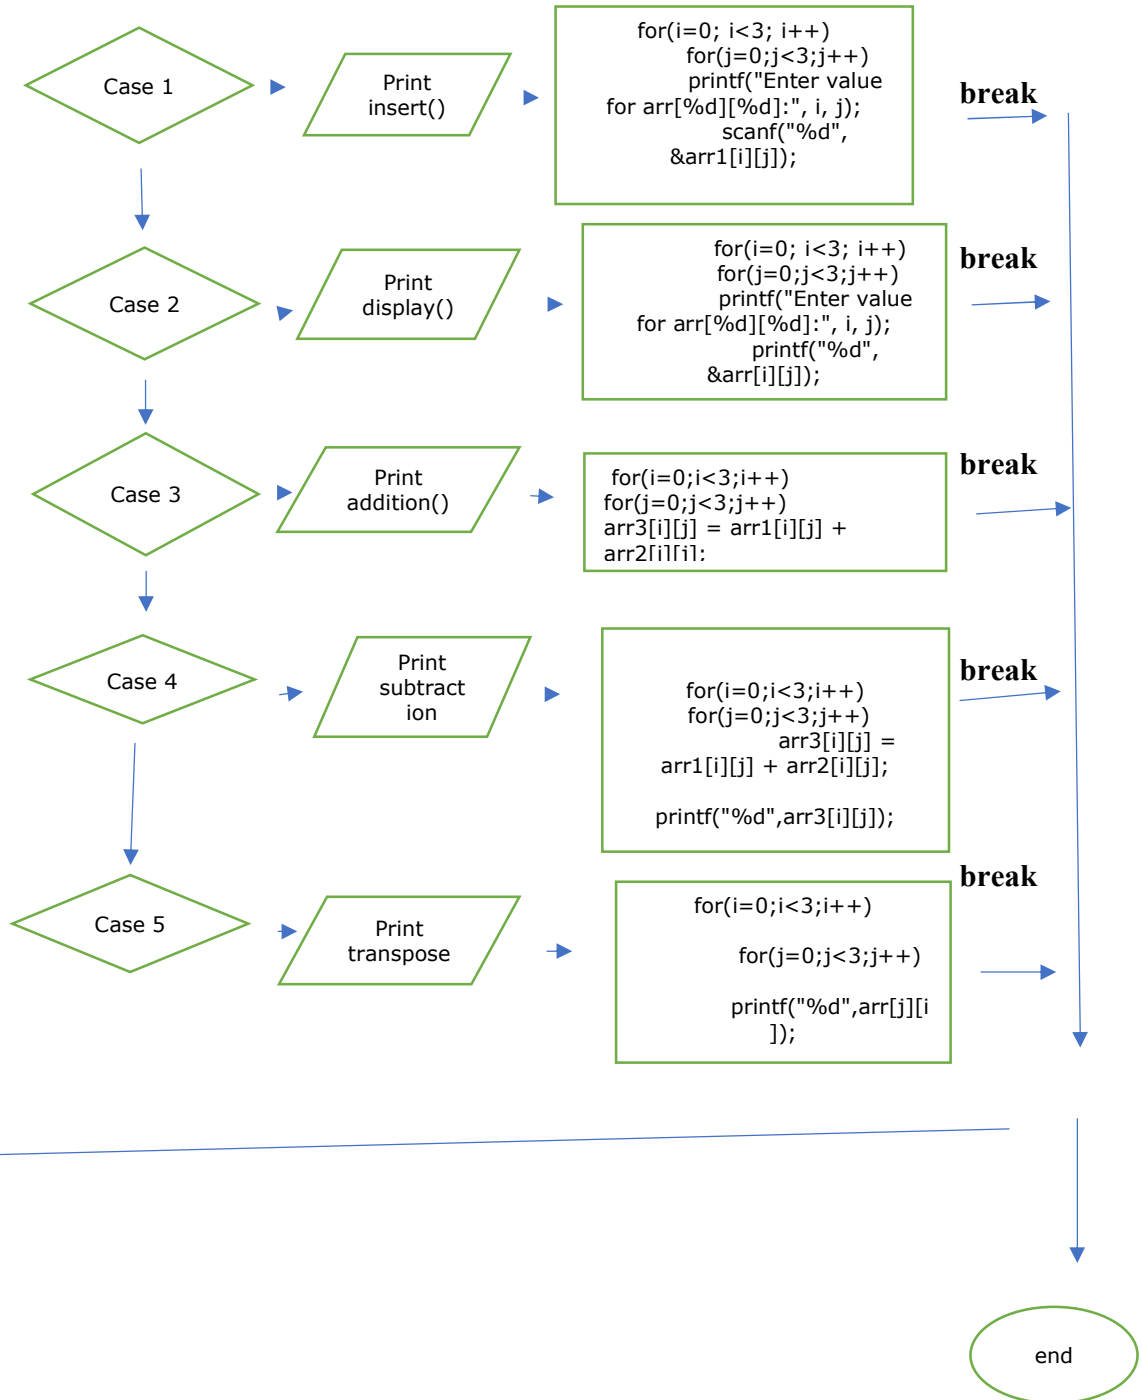 Case 1
Print
insert()
for(i=0; i<3; i++)
for(j=0;j<3;j++)
printf("Enter value
for arr[%d][%d]:", i, j);
scanf("%d",
&arr1[i][j]);
break
Case 2
Print
display()
for(i=0; i<3; i++)
for(j=0;j<3;j++)
printf("Enter value
for arr[%d][%d]:", i, j);
printf("%d",
&arr[i][j]);
break
Case 3
Print
addition()
for(i=0;i<3;i++)
for(j=0;j<3;j++)
arr3[i][j] = arr1[i][j] +
arr2[i][j];
break
Case 4
Print
subtract
ion
for(i=0;i<3;i++)
for(j=0;j<3;j++)
arr3[i][j] =
arr1[i][j] + arr2[i][j];
printf("%d",arr3[i][j]);
break
Case 5
Print
transpose
for(i=0;i<3;i++)
for(j=0;j<3;j++)
printf("%d",arr[j][i
]);
break
end